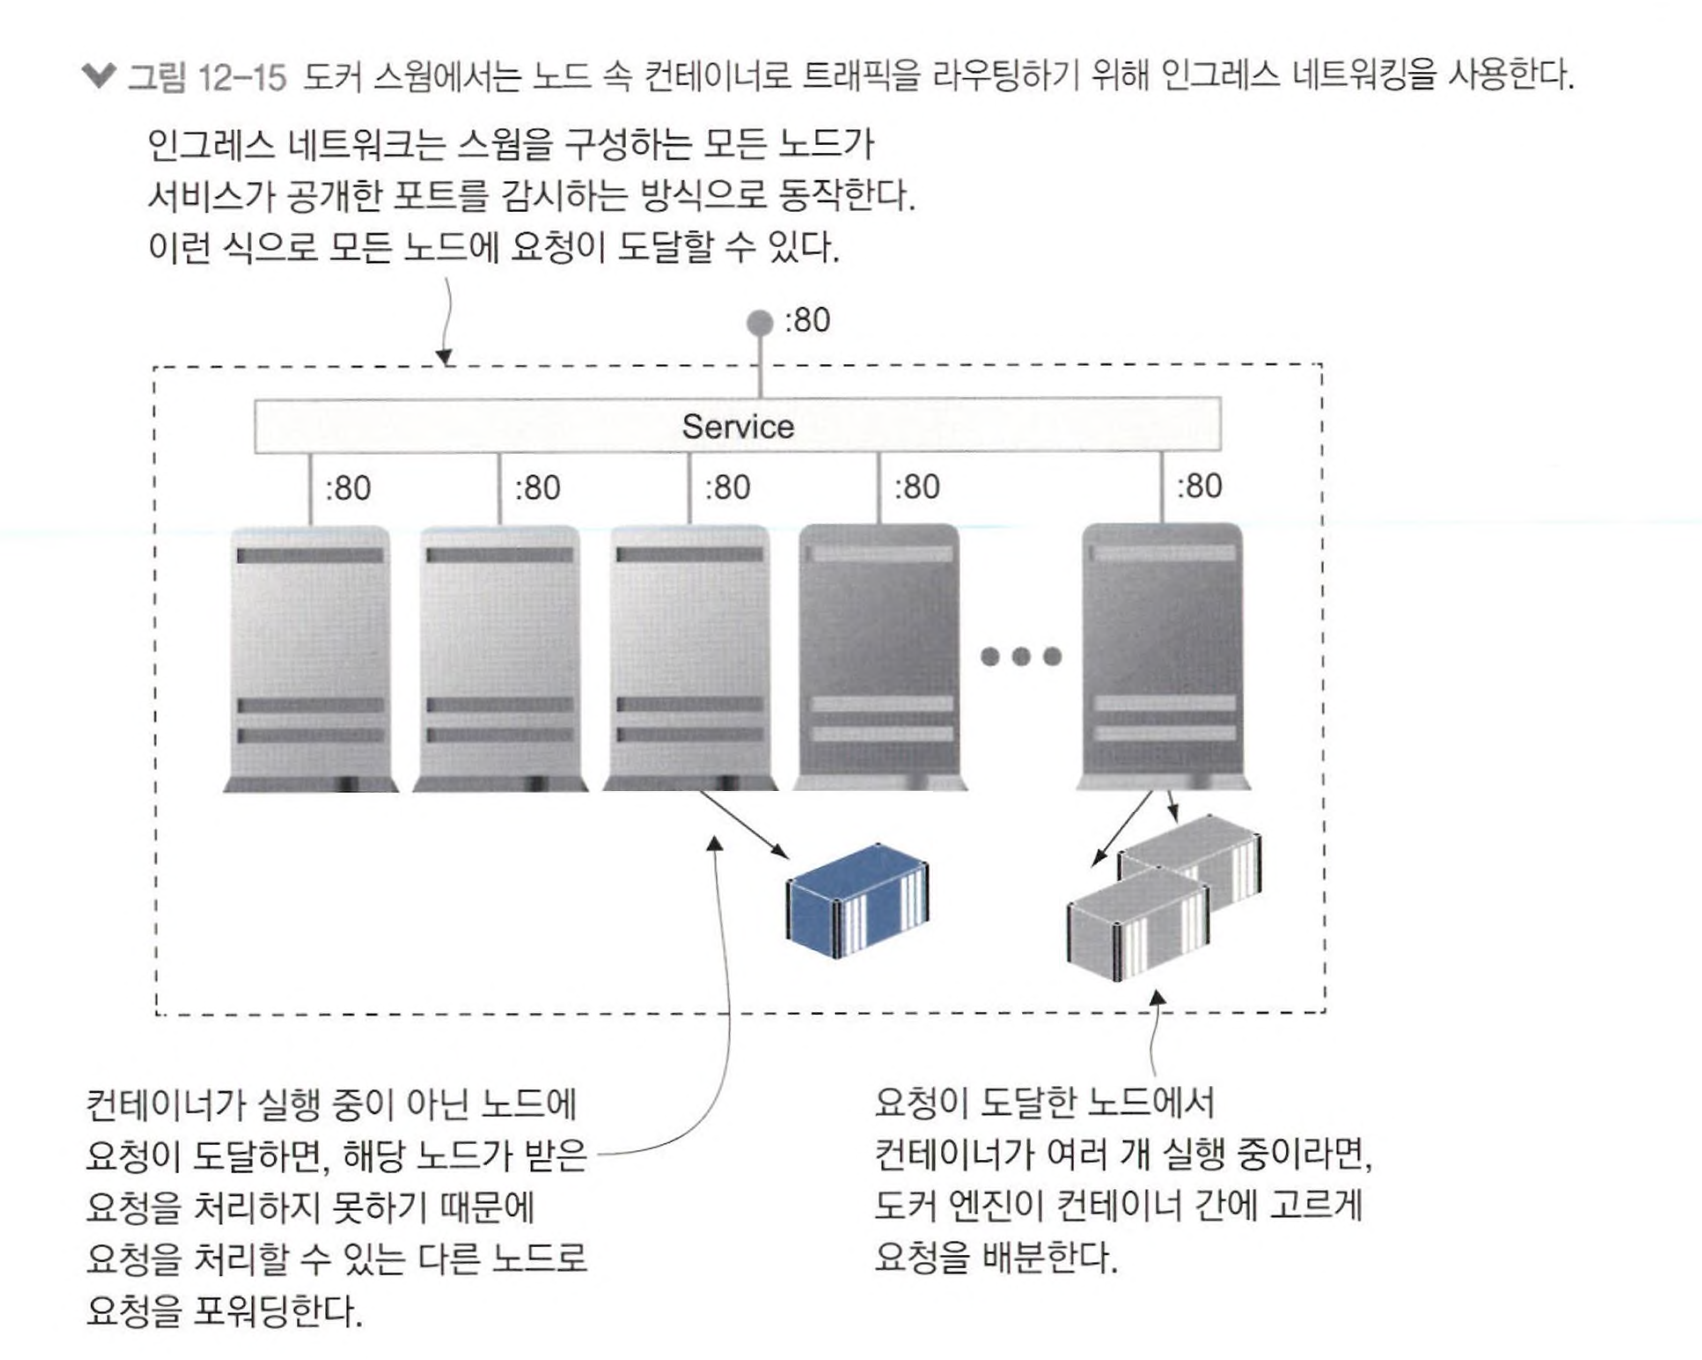 그림 12-15 도커 스웜에서는 노드 속 컨테이너로 트래픽을 라우팅하기 위해 인그레스 네트워킹을 사용한다.
인그레스 네트워크는 스웜을 구성하는 모든 노드가
서비스가 공개한 포트를 감시하는 방식으로 동작한다.
이런 식으로 모든 노드에 요청이 도달할 수 있다.
:80
Service
:80
:80
:80
:80
:80
컨테이너가 실행 중이 아닌 노드에
요청이 도달하면, 해당 노드가 받은
요청을 처리하지 못하기 때문에
요청을 처리할 수 있는 다른 노드로
요청을 포워딩한다.
요청이 도달한 노드에서
컨테이너가 여러 개 실행 중이라면,
도커 엔진이 컨테이너 간에 고르게
요청을 배분한다.